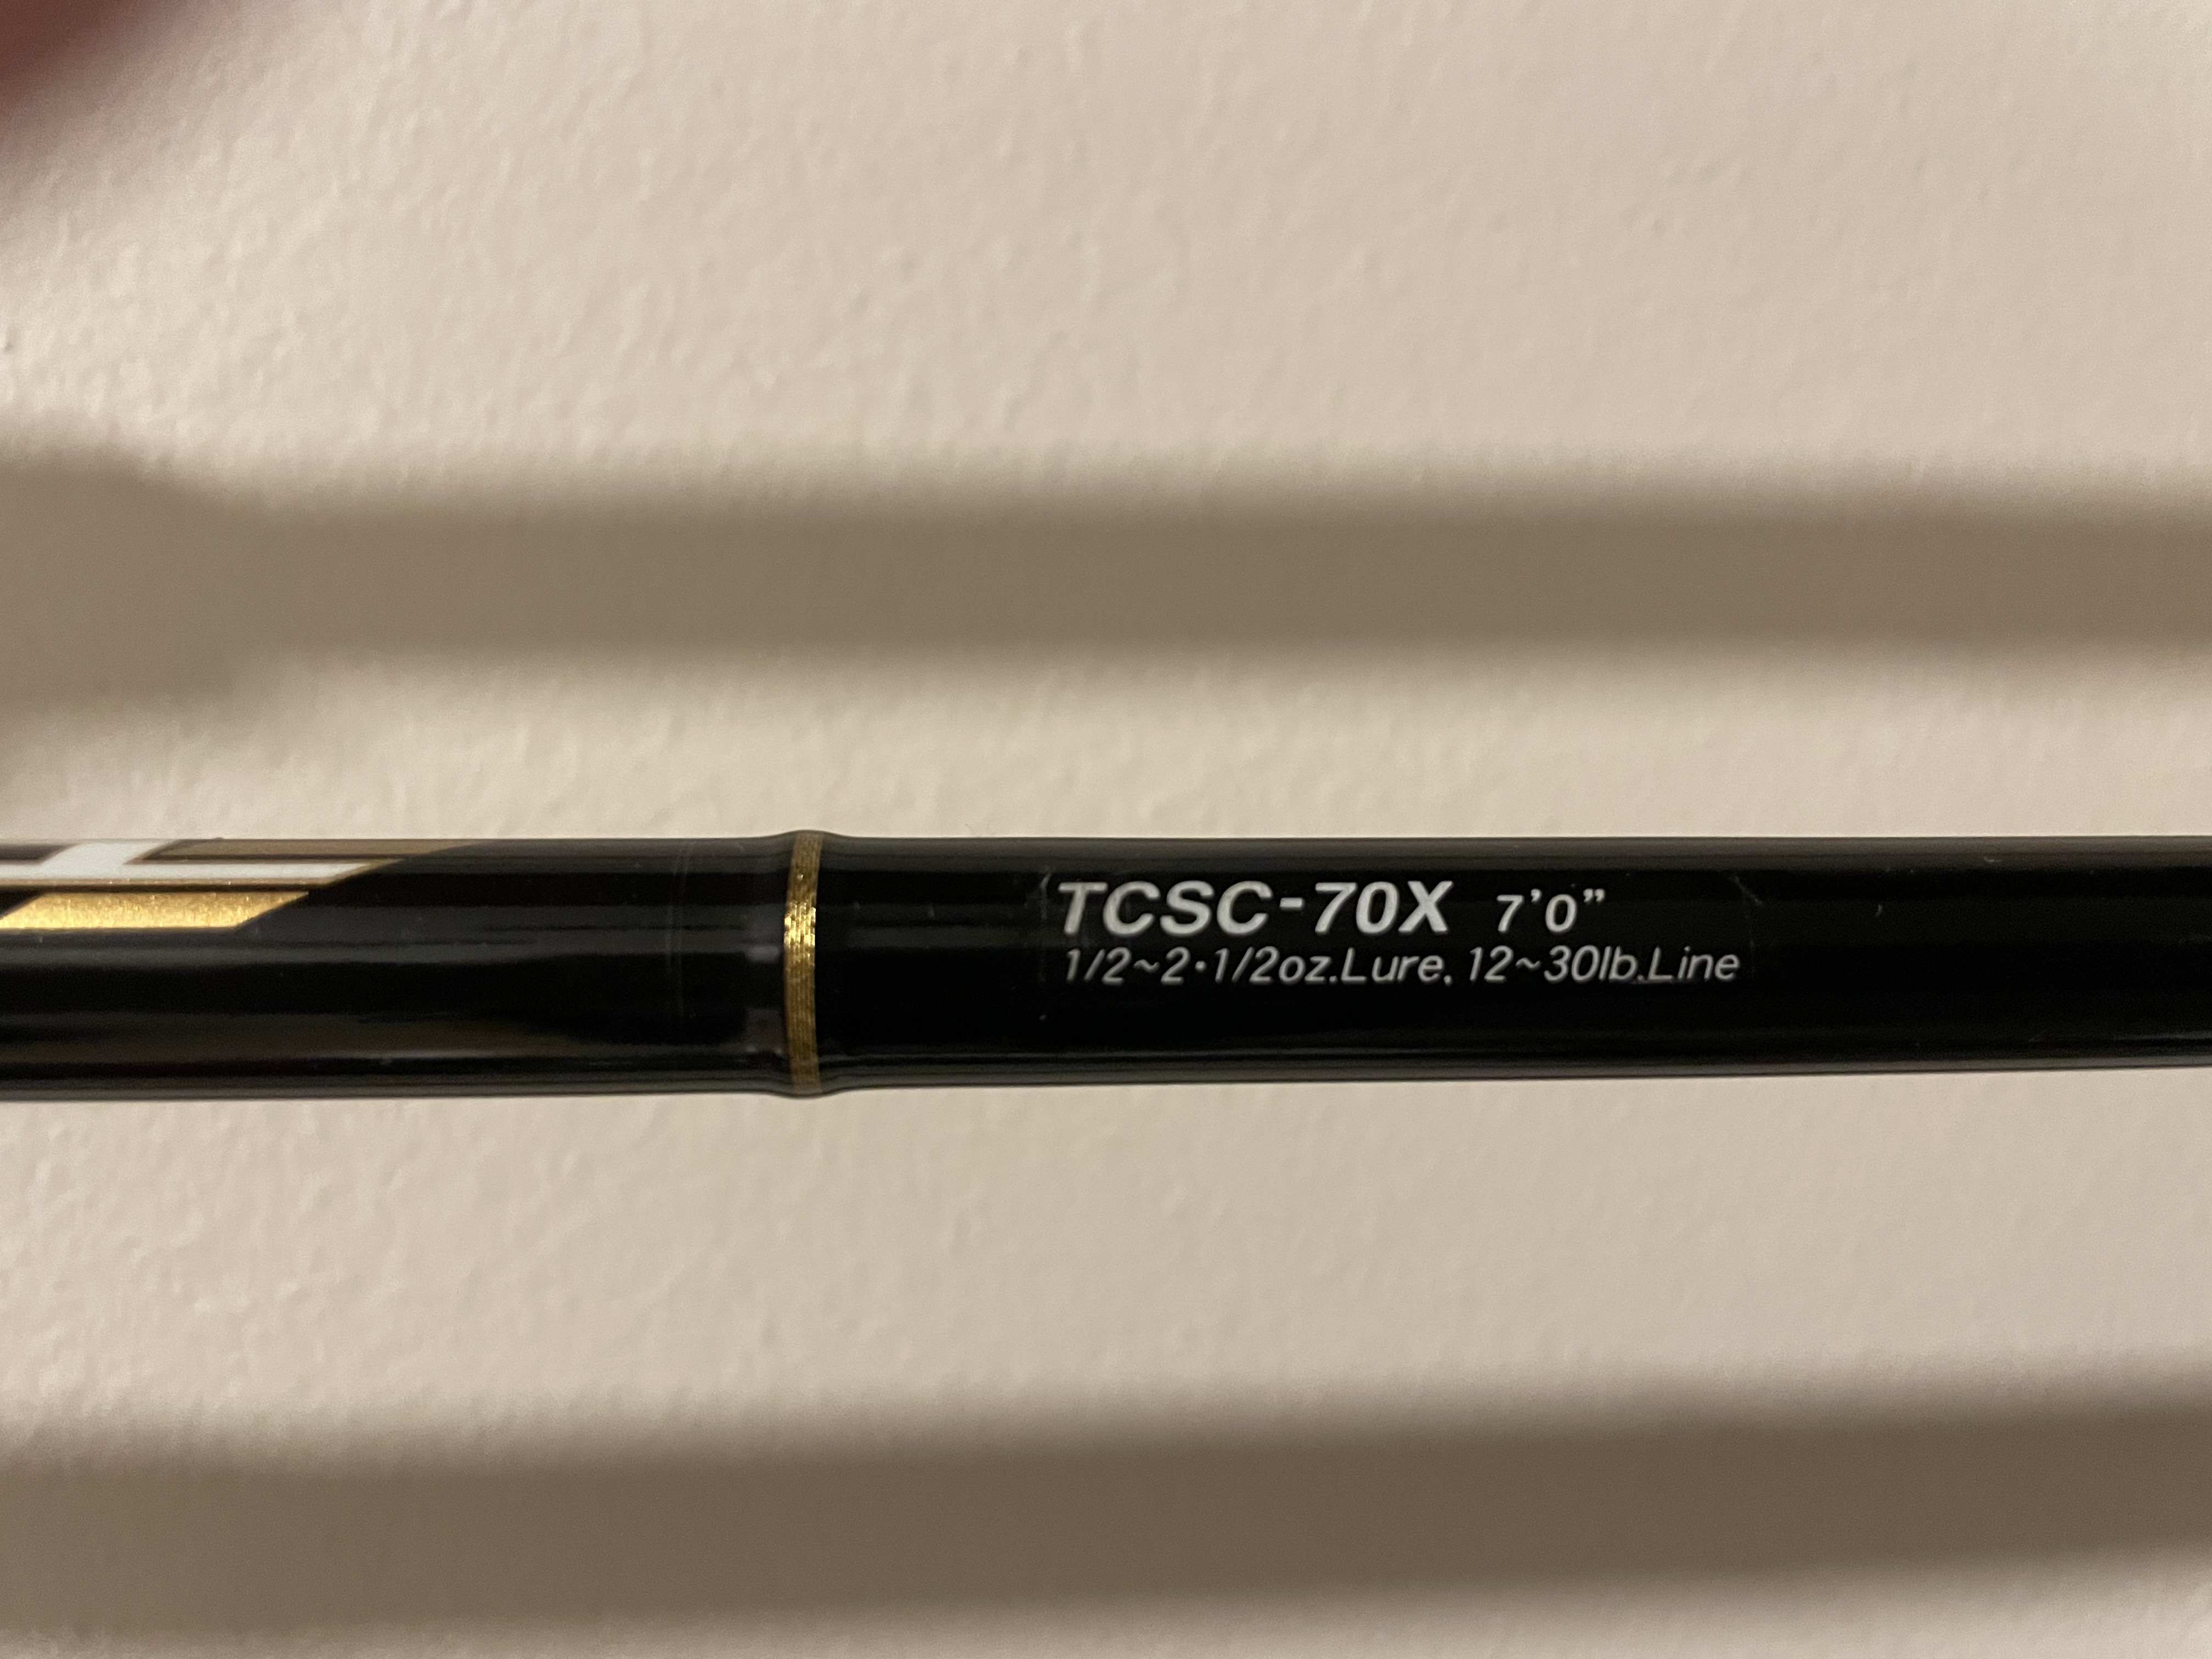 TCSC-70X 7’0”
1/2~2・1/2oz.Lure, 12~30lb.Line